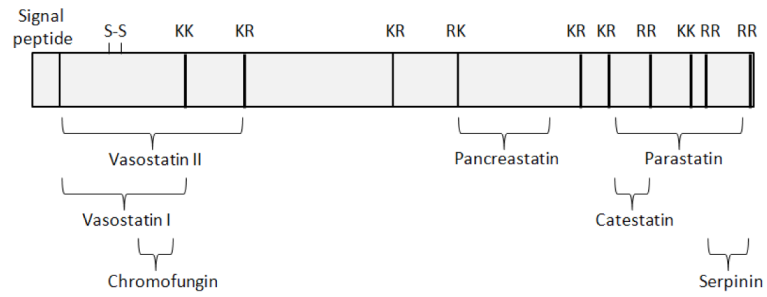 Signal
peptide
S-S KK KR KR RK KR KR RR KK RR RR
Vasostatin II Pancreastatin Parastatin
Vasostatin I Catestatin
Chromofungin Serpinin